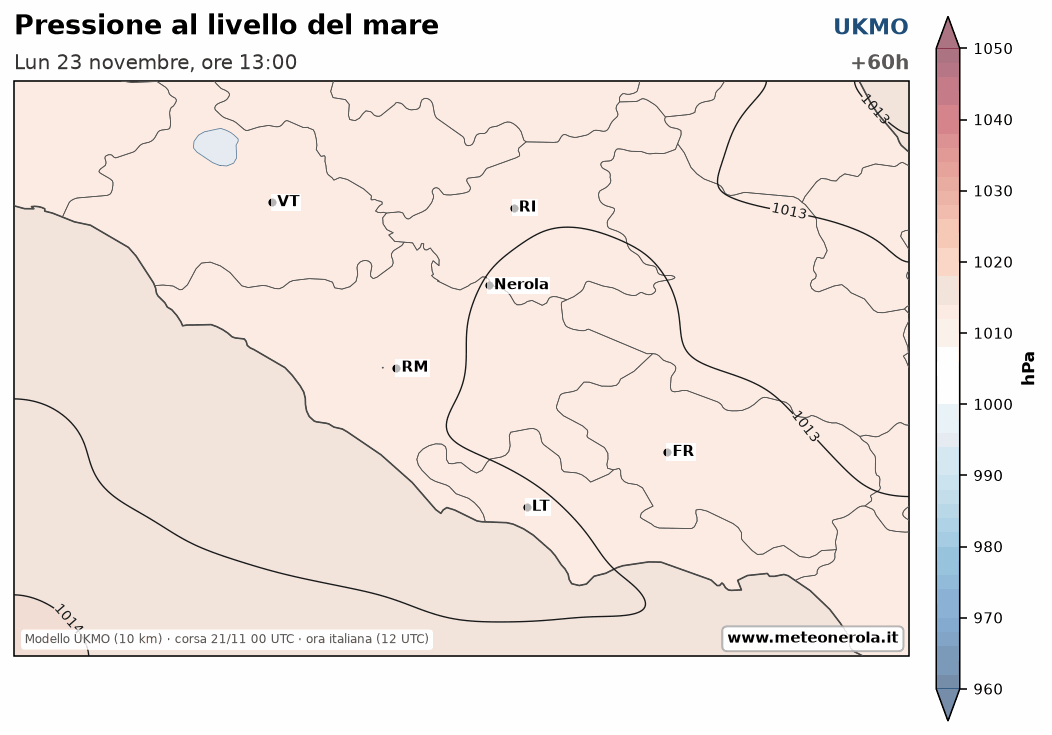 Pressione al livello del mare
UKMO
Lun 23 novembre, ore 13:00
+60h
1050
1013
1040
VT
RI
1013
1030
1020
Nerola
1010
hPa
RM
1000
1013
FR
990
LT
980
970
1014
Modello UKMO (10 km) · corsa 21/11 00 UTC · ora italiana (12 UTC)
www.meteonerola.it
960